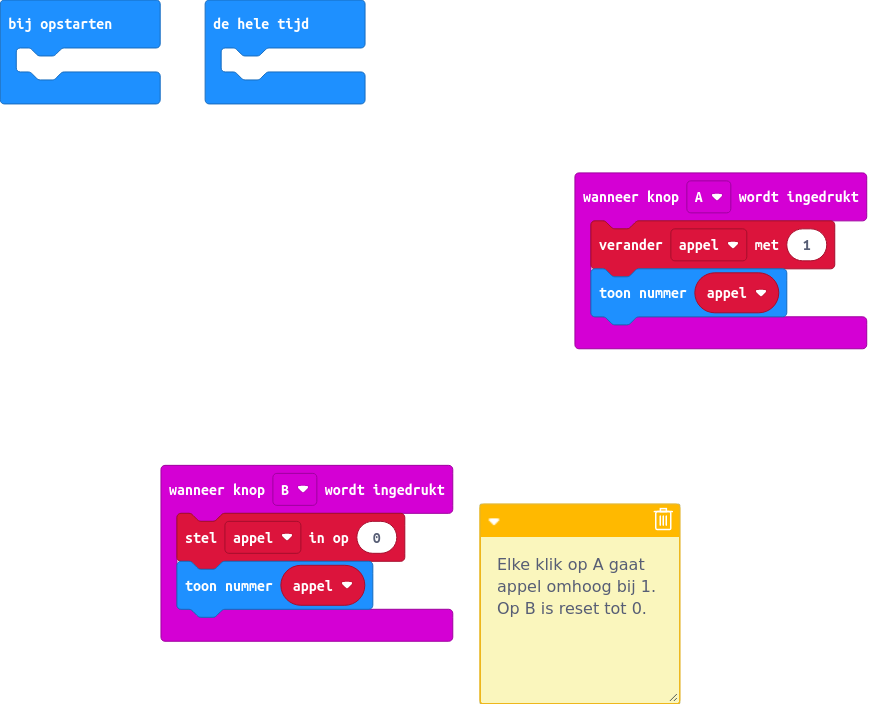 bij opstarten
de hele tijd
wanneer knop A wordt ingedrukt
verander appel met 1
toon nummer appel
wanneer knop B wordt ingedrukt
stel appel in op 0
toon nummer appel
Elke klik op A gaat
appel omhoog bij 1.
Op B is reset tot 0.